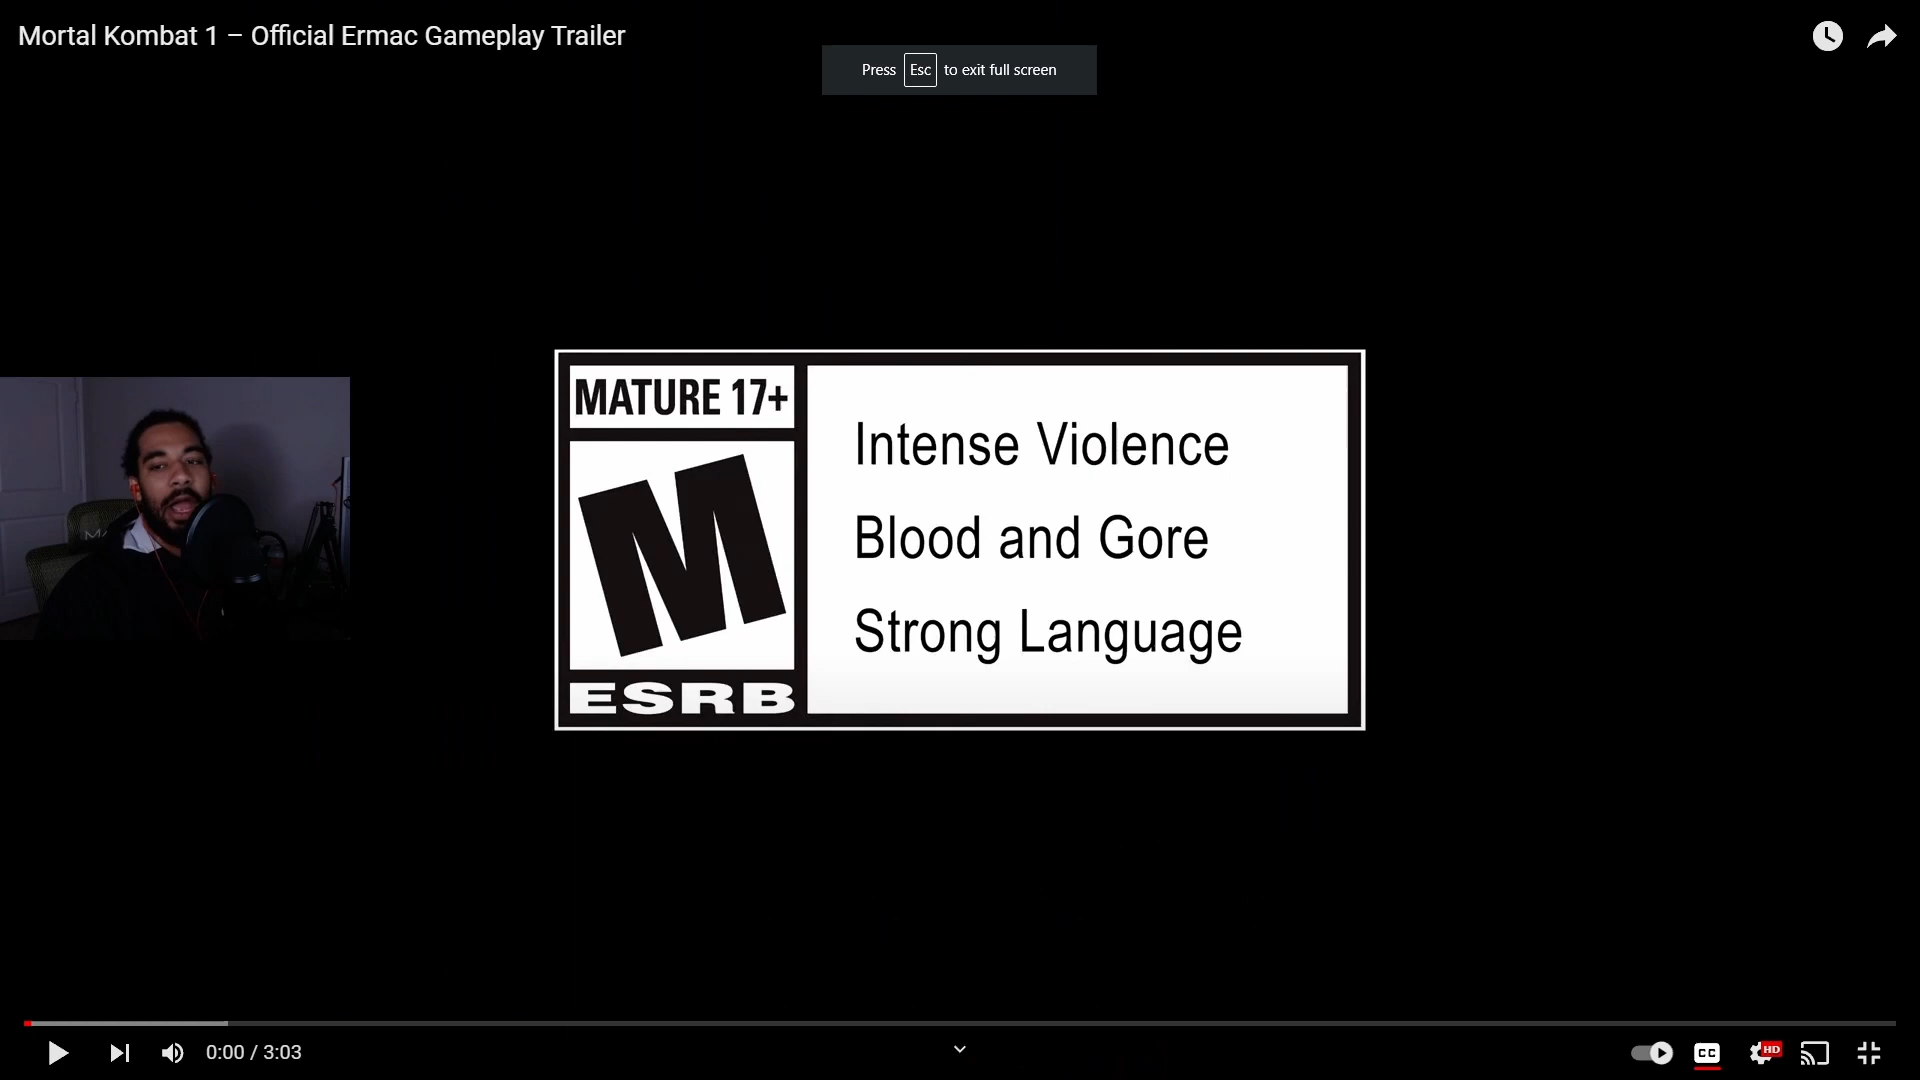 Mortal Kombat 1 – Official Ermac Gameplay Trailer
Press Esc to exit full screen
MATURE 17+
M
ESRB
Intense Violence
Blood and Gore
Strong Language
0:00 / 3:03
CC
HD